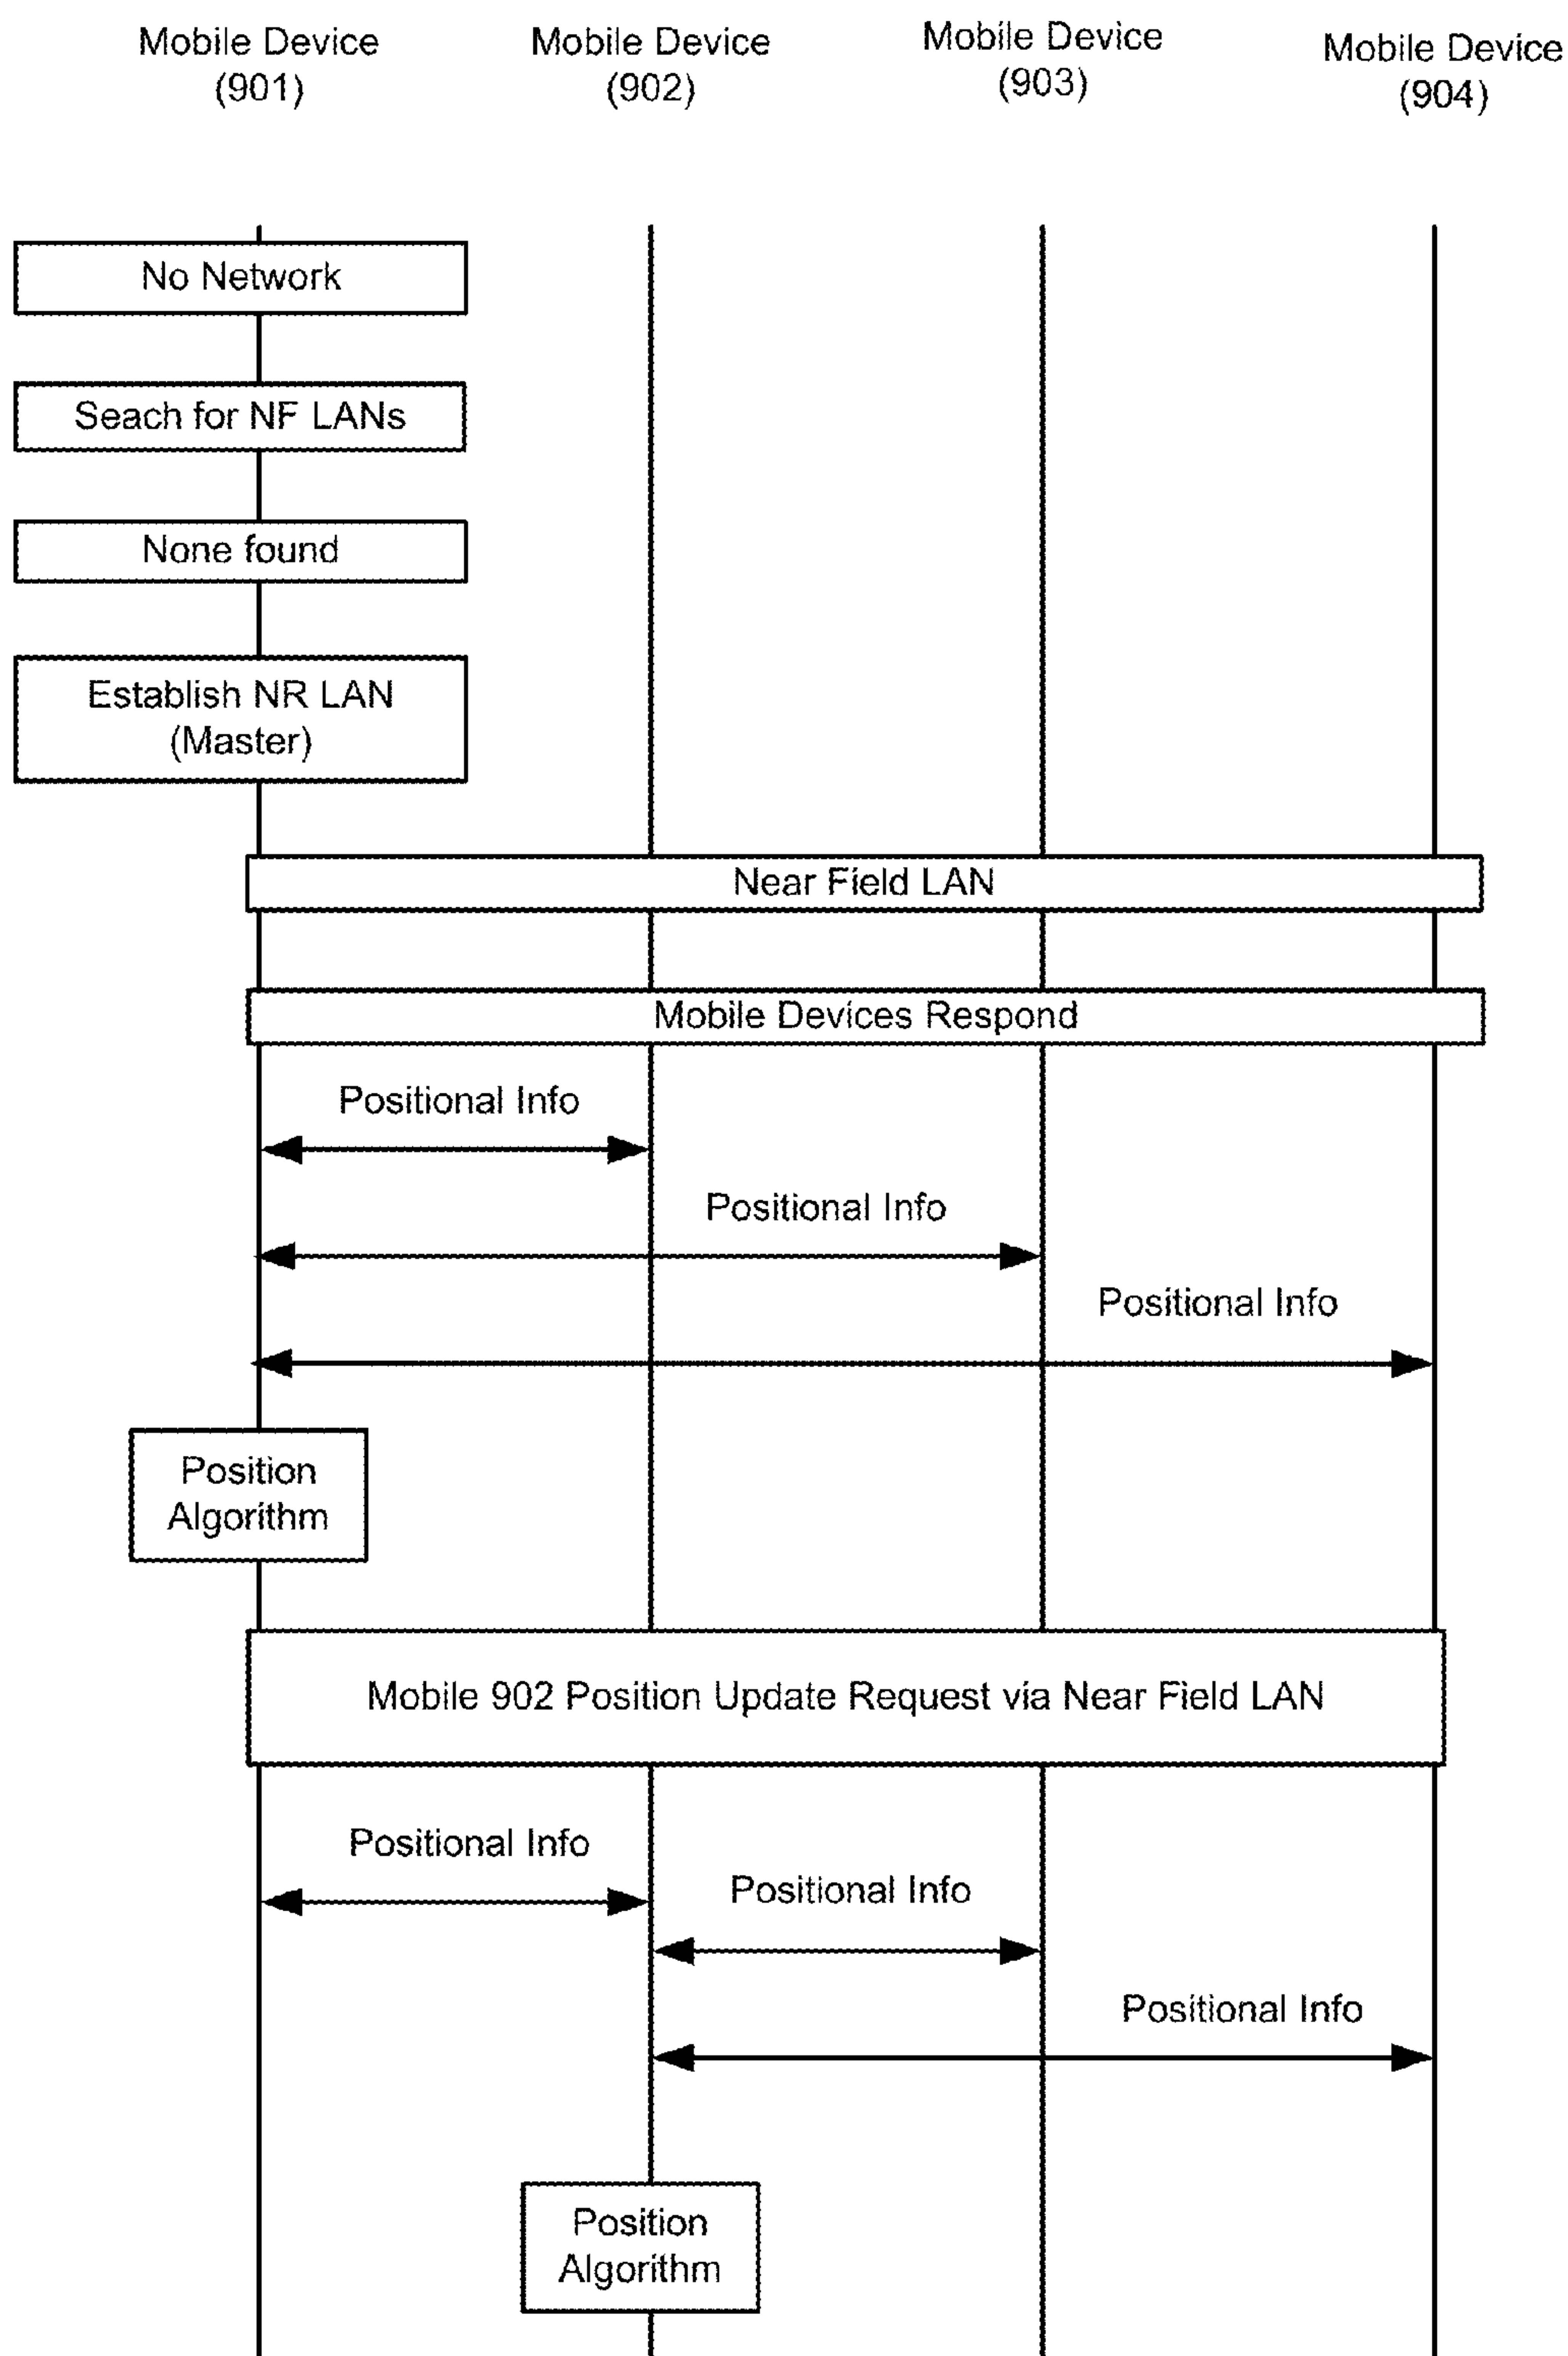 Mobile Device
(901)
Mobile Device
(902)
Mobile Device
(903)
Mobile Device
(904)
No Network
Seach for NF LANs
None found
Establish NR LAN
(Master)
Near Field LAN
Mobile Devices Respond
Positional Info
Positional Info
Positional Info
Position
Algorithm
Mobile 902 Position Update Request via Near Field LAN
Positional Info
Positional Info
Positional Info
Position
Algorithm